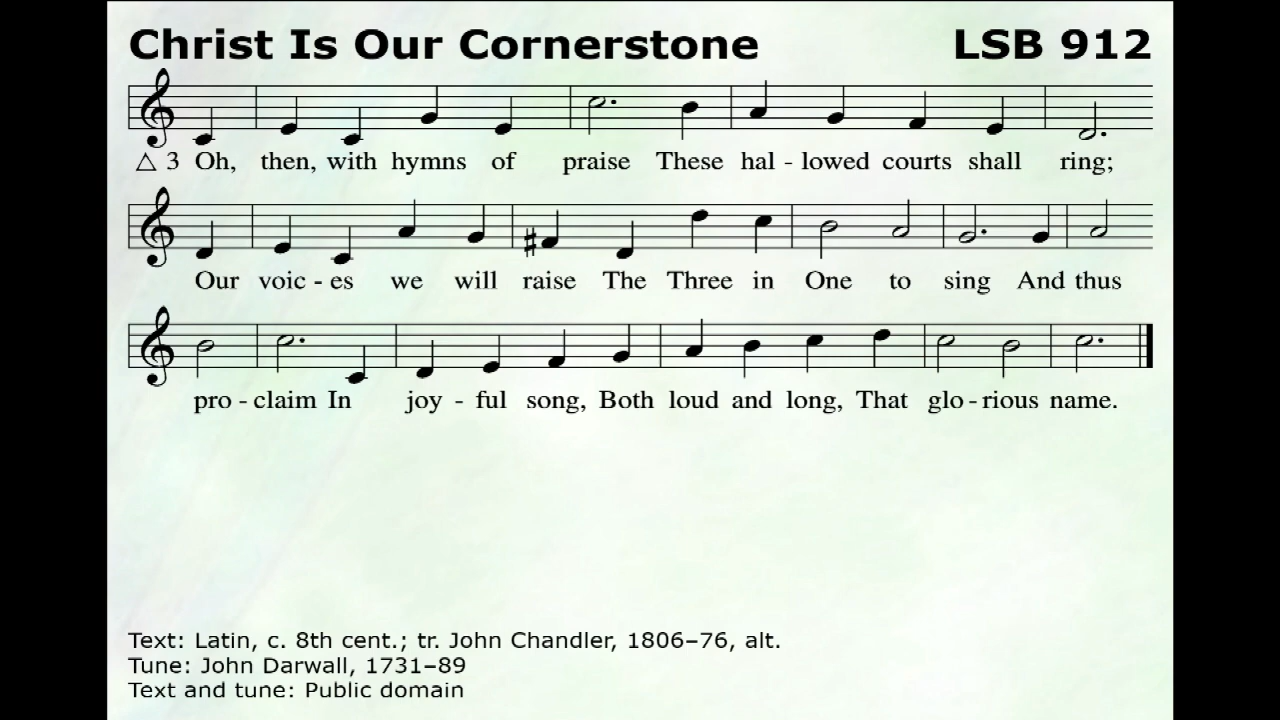 Christ Is Our Cornerstone LSB 912
△ 3 Oh, then, with hymns of praise These hal - lowed courts shall ring;
Our voic - es we will raise The Three in One to sing And thus
pro - claim In joy - ful song, Both loud and long, That glo - rious name.
Text: Latin, c. 8th cent.; tr. John Chandler, 1806–76, alt.
Tune: John Darwall, 1731–89
Text and tune: Public domain